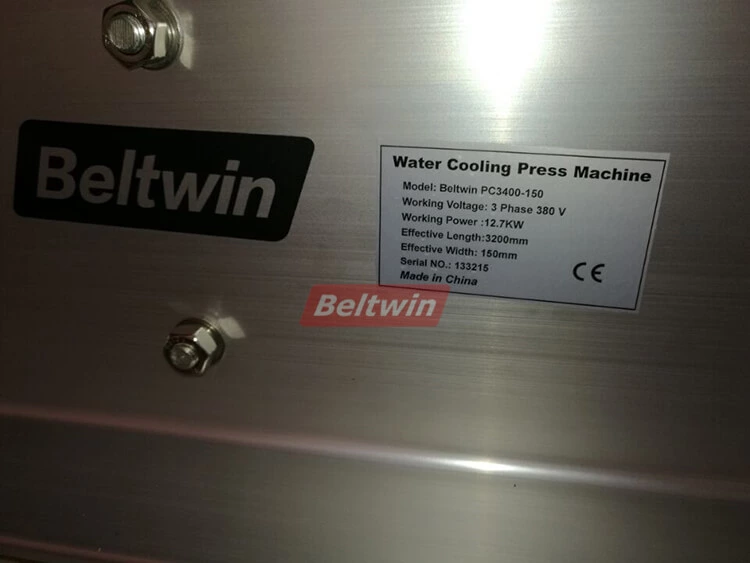 Beltwin
Water Cooling Press Machine
Model: Beltwin PC3400-150
Working Voltage: 3 Phase 380 V
Working Power :12.7KW
Effective Length:3200mm
Effective Width: 150mm
Serial NO.: 133215
Made in China
CE
Beltwin